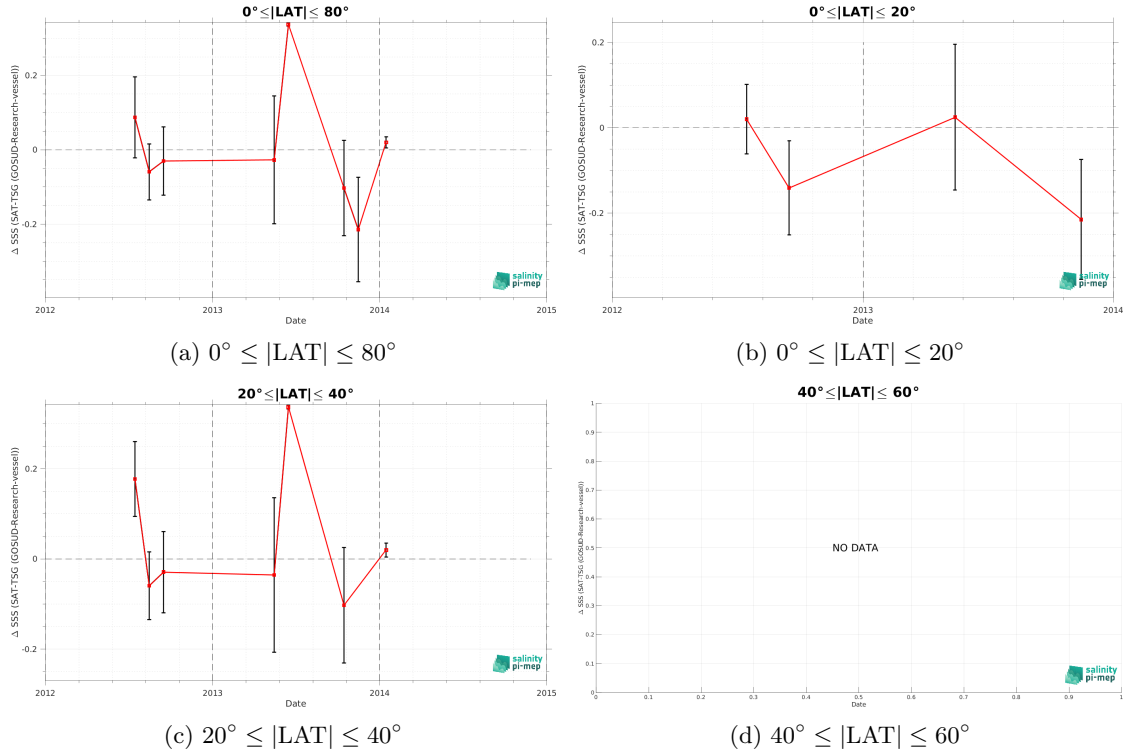 0°≤|LAT|≤ 80°
Δ SSS (SAT-TSG (GOSUD-Research-vessel))
0.2
0
-0.2
2012
2013
2014
2015
Date
salinity
pi-mep
(a) 0° ≤ |LAT| ≤ 80°
0°≤|LAT|≤ 20°
Δ SSS (SAT-TSG (GOSUD-Research-vessel))
0.2
0
-0.2
2012
2013
2014
Date
salinity
pi-mep
(b) 0° ≤ |LAT| ≤ 20°
20°≤|LAT|≤ 40°
Δ SSS (SAT-TSG (GOSUD-Research-vessel))
0.2
0
-0.2
2012
2013
2014
2015
Date
salinity
pi-mep
(c) 20° ≤ |LAT| ≤ 40°
40°≤|LAT|≤ 60°
Δ SSS (SAT-TSG (GOSUD-Research-vessel))
1
0.9
0.8
0.7
0.6
0.5
0.4
0.3
0.2
0.1
0
NO DATA
0
0.1
0.2
0.3
0.4
0.5
0.6
0.7
0.8
0.9
1
Date
salinity
pi-mep
(d) 40° ≤ |LAT| ≤ 60°